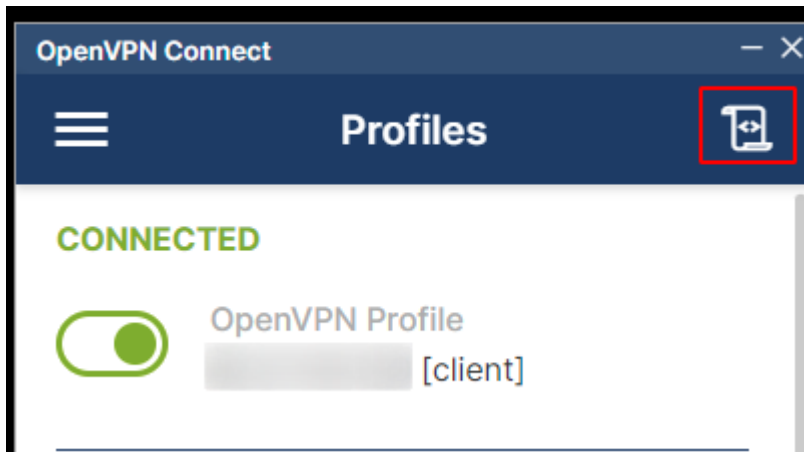 OpenVPN Connect
Profiles
CONNECTED
OpenVPN Profile
[client]